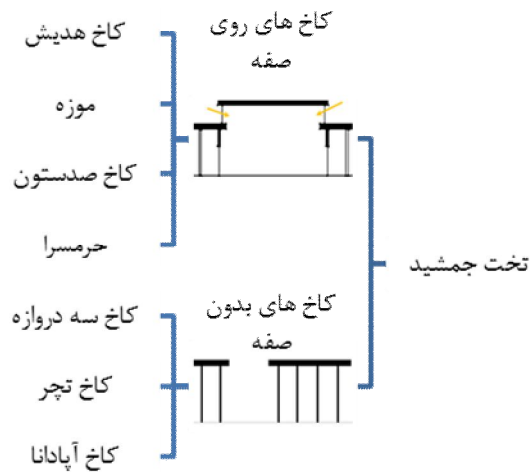 تخت جمشید
کاخ های روی
صفه
کاخ هدیش
موزه
کاخ صدستون
حرمسرا
کاخ های بدون
صفه
کاخ سه دروازه
کاخ تچر
کاخ آپادانا